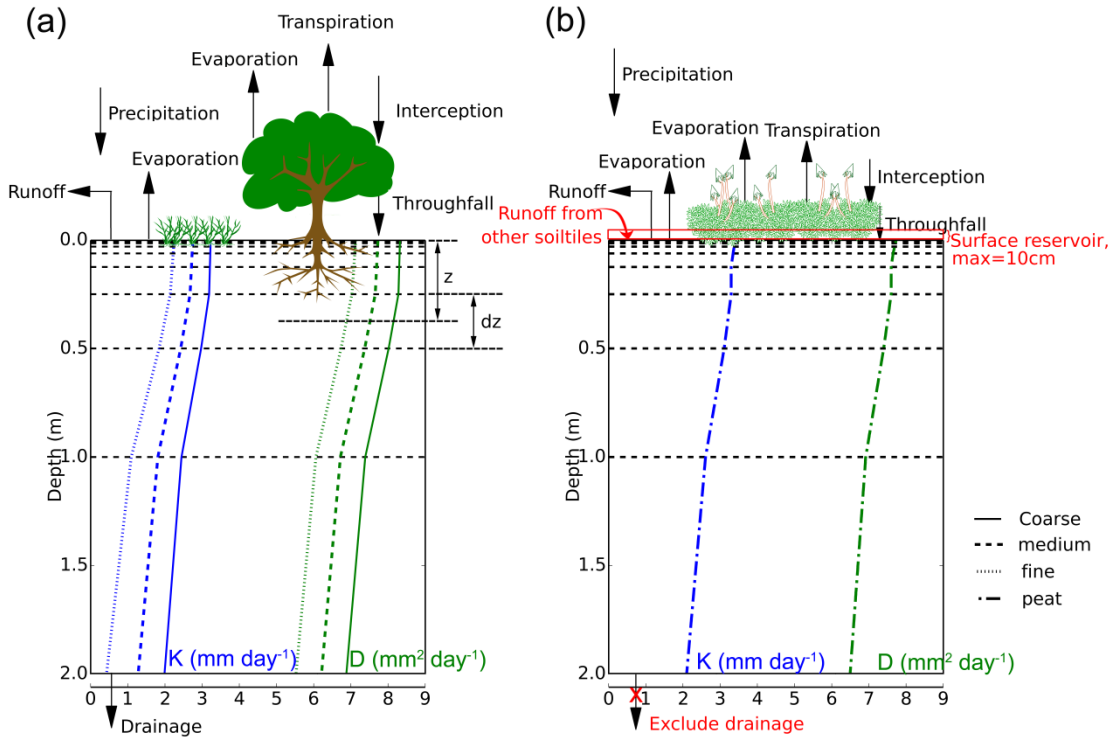 (a)
Transpiration
Evaporation
Precipitation
Interception
Evaporation
Runoff
Throughfall
0.0
z
dz
0.5
Depth (m)
1.0
1.5
2.0
K (mm day⁻¹)
D (mm² day⁻¹)
0 1 2 3 4 5 6 7 8 9
Drainage
(b)
Precipitation
Evaporation
Transpiration
Evaporation
Interception
Runoff
Runoff from
other soiltiles
Throughfall
Surface reservoir,
max=10cm
0.0
0.5
Depth (m)
1.0
1.5
2.0
K (mm day⁻¹)
D (mm² day⁻¹)
0 1 2 3 4 5 6 7 8 9
X
Exclude drainage
Coarse
medium
fine
peat